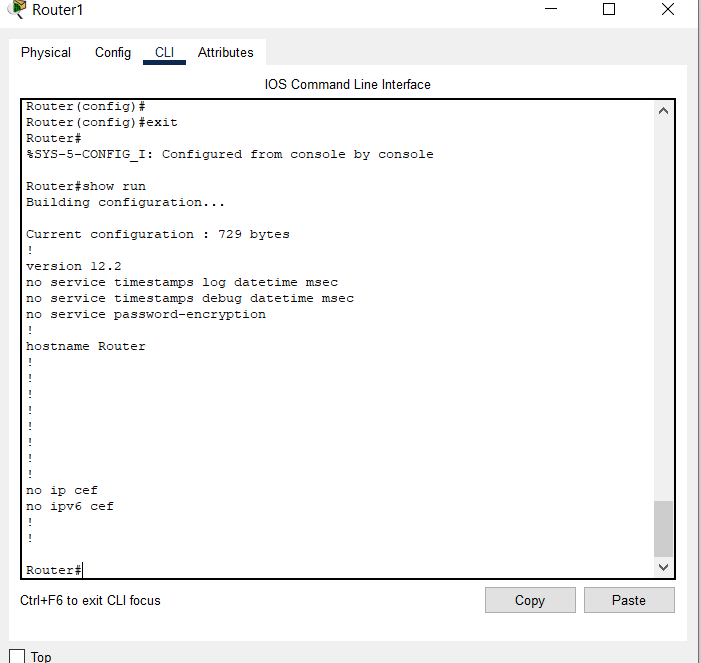 Router1
Physical Config CLI Attributes
IOS Command Line Interface
Router(config)#
Router(config)#exit
Router#
%SYS-5-CONFIG_I: Configured from console by console
Router#show run
Building configuration...
Current configuration : 729 bytes
!
version 12.2
no service timestamps log datetime msec
no service timestamps debug datetime msec
no service password-encryption
!
hostname Router
!
!
!
!
!
!
!
!
no ip cef
no ipv6 cef
!
!
Router#
Ctrl+F6 to exit CLI focus
Copy Paste
Top